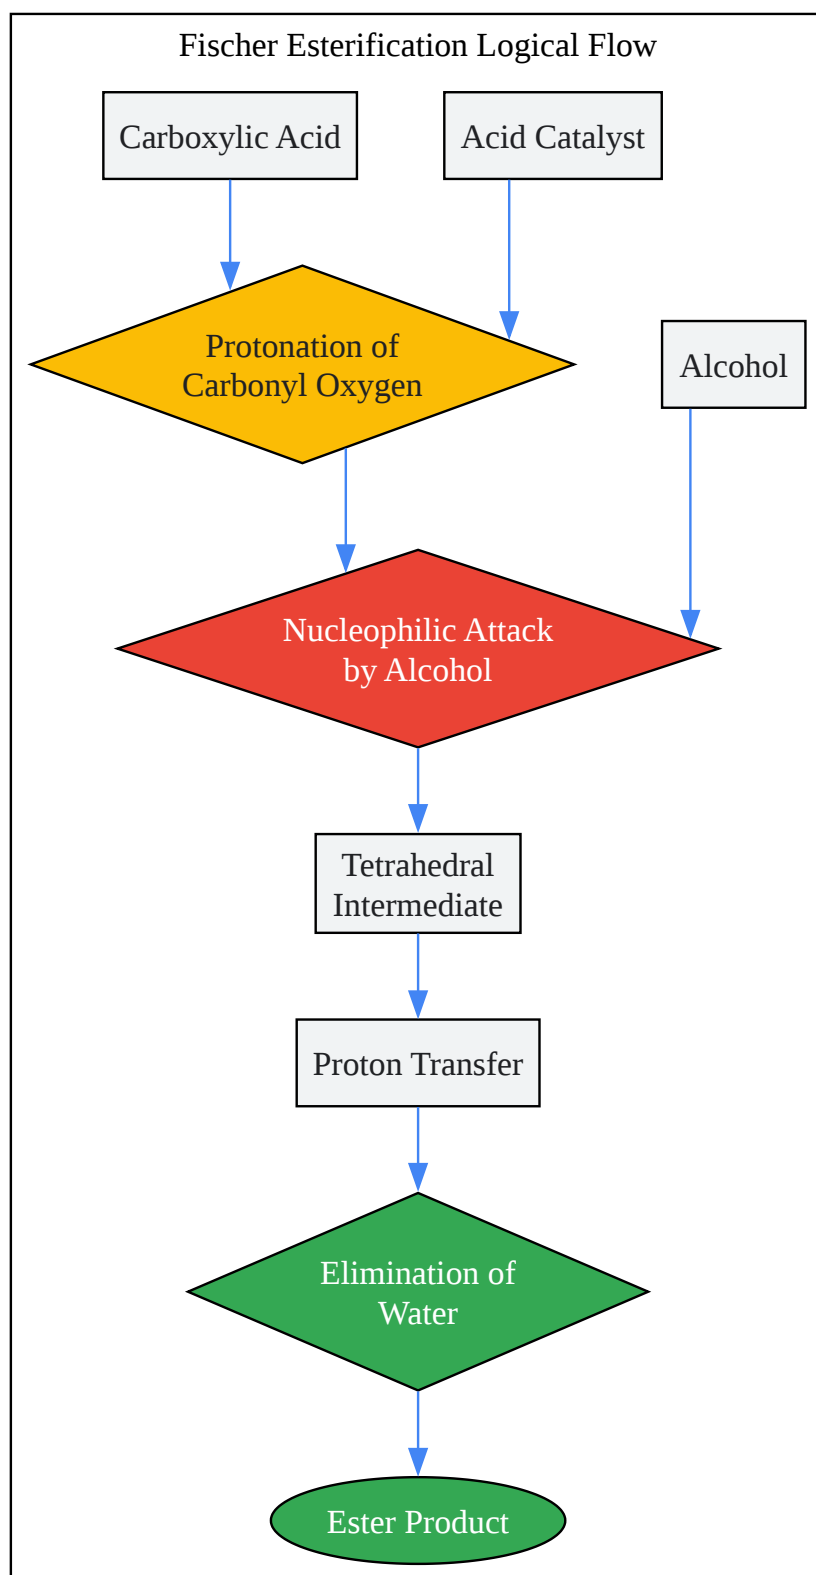 Fischer Esterification Logical Flow
Carboxylic Acid
Acid Catalyst
Protonation of
Carbonyl Oxygen
Alcohol
Nucleophilic Attack
by Alcohol
Tetrahedral
Intermediate
Proton Transfer
Elimination of
Water
Ester Product